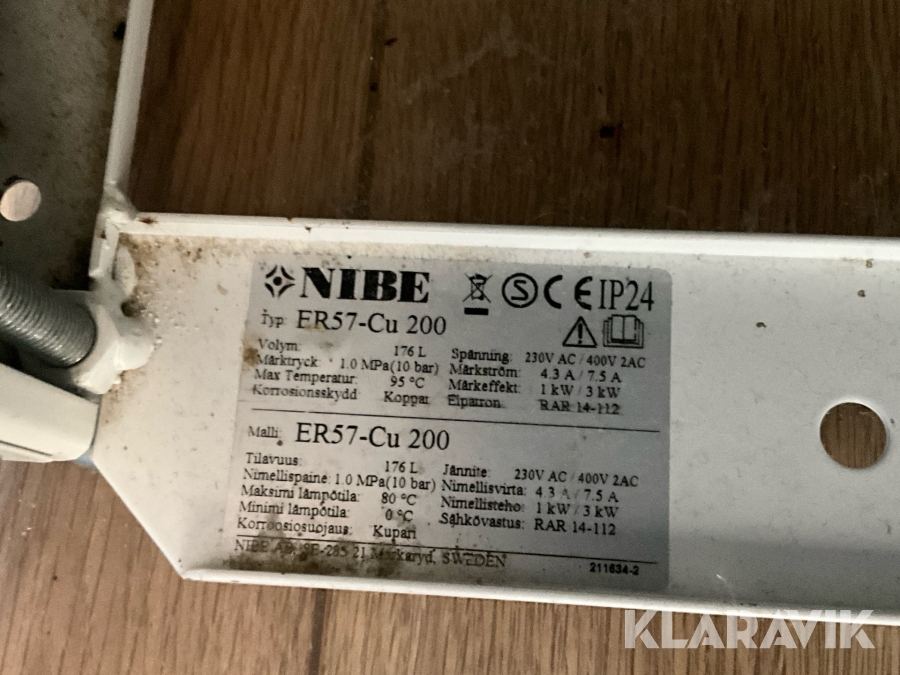 NIBE S CE IP24
Typ: ER57-Cu 200
Volym: 176 L Spänning: 230V AC / 400V 2AC
Märktryck: 1.0 MPa(10 bar) Märkström: 4.3 A / 7.5 A
Max Temperatur: 95 °C Märkeffekt: 1 kW / 3 kW
Korrosionsskydd Koppar Elpatron: RAR 14-112
Malli: ER57-Cu 200
Tilavuus: 176 L Jännite: 230V AC / 400V 2AC
Nimellispaine: 1.0 MPa(10 bar) Nimellisvirta: 4.3 A / 7.5 A
Maksimi lämpötila: 80 °C Nimellisteho: 1 kW / 3 kW
Minimi lämpötila: 0 °C Sähkövastus: RAR 14-112
Korroosiosuojaus: Kupari
NIBE AB, SE-285 21 Markaryd, SWEDEN
211634-2
KLARAVIK